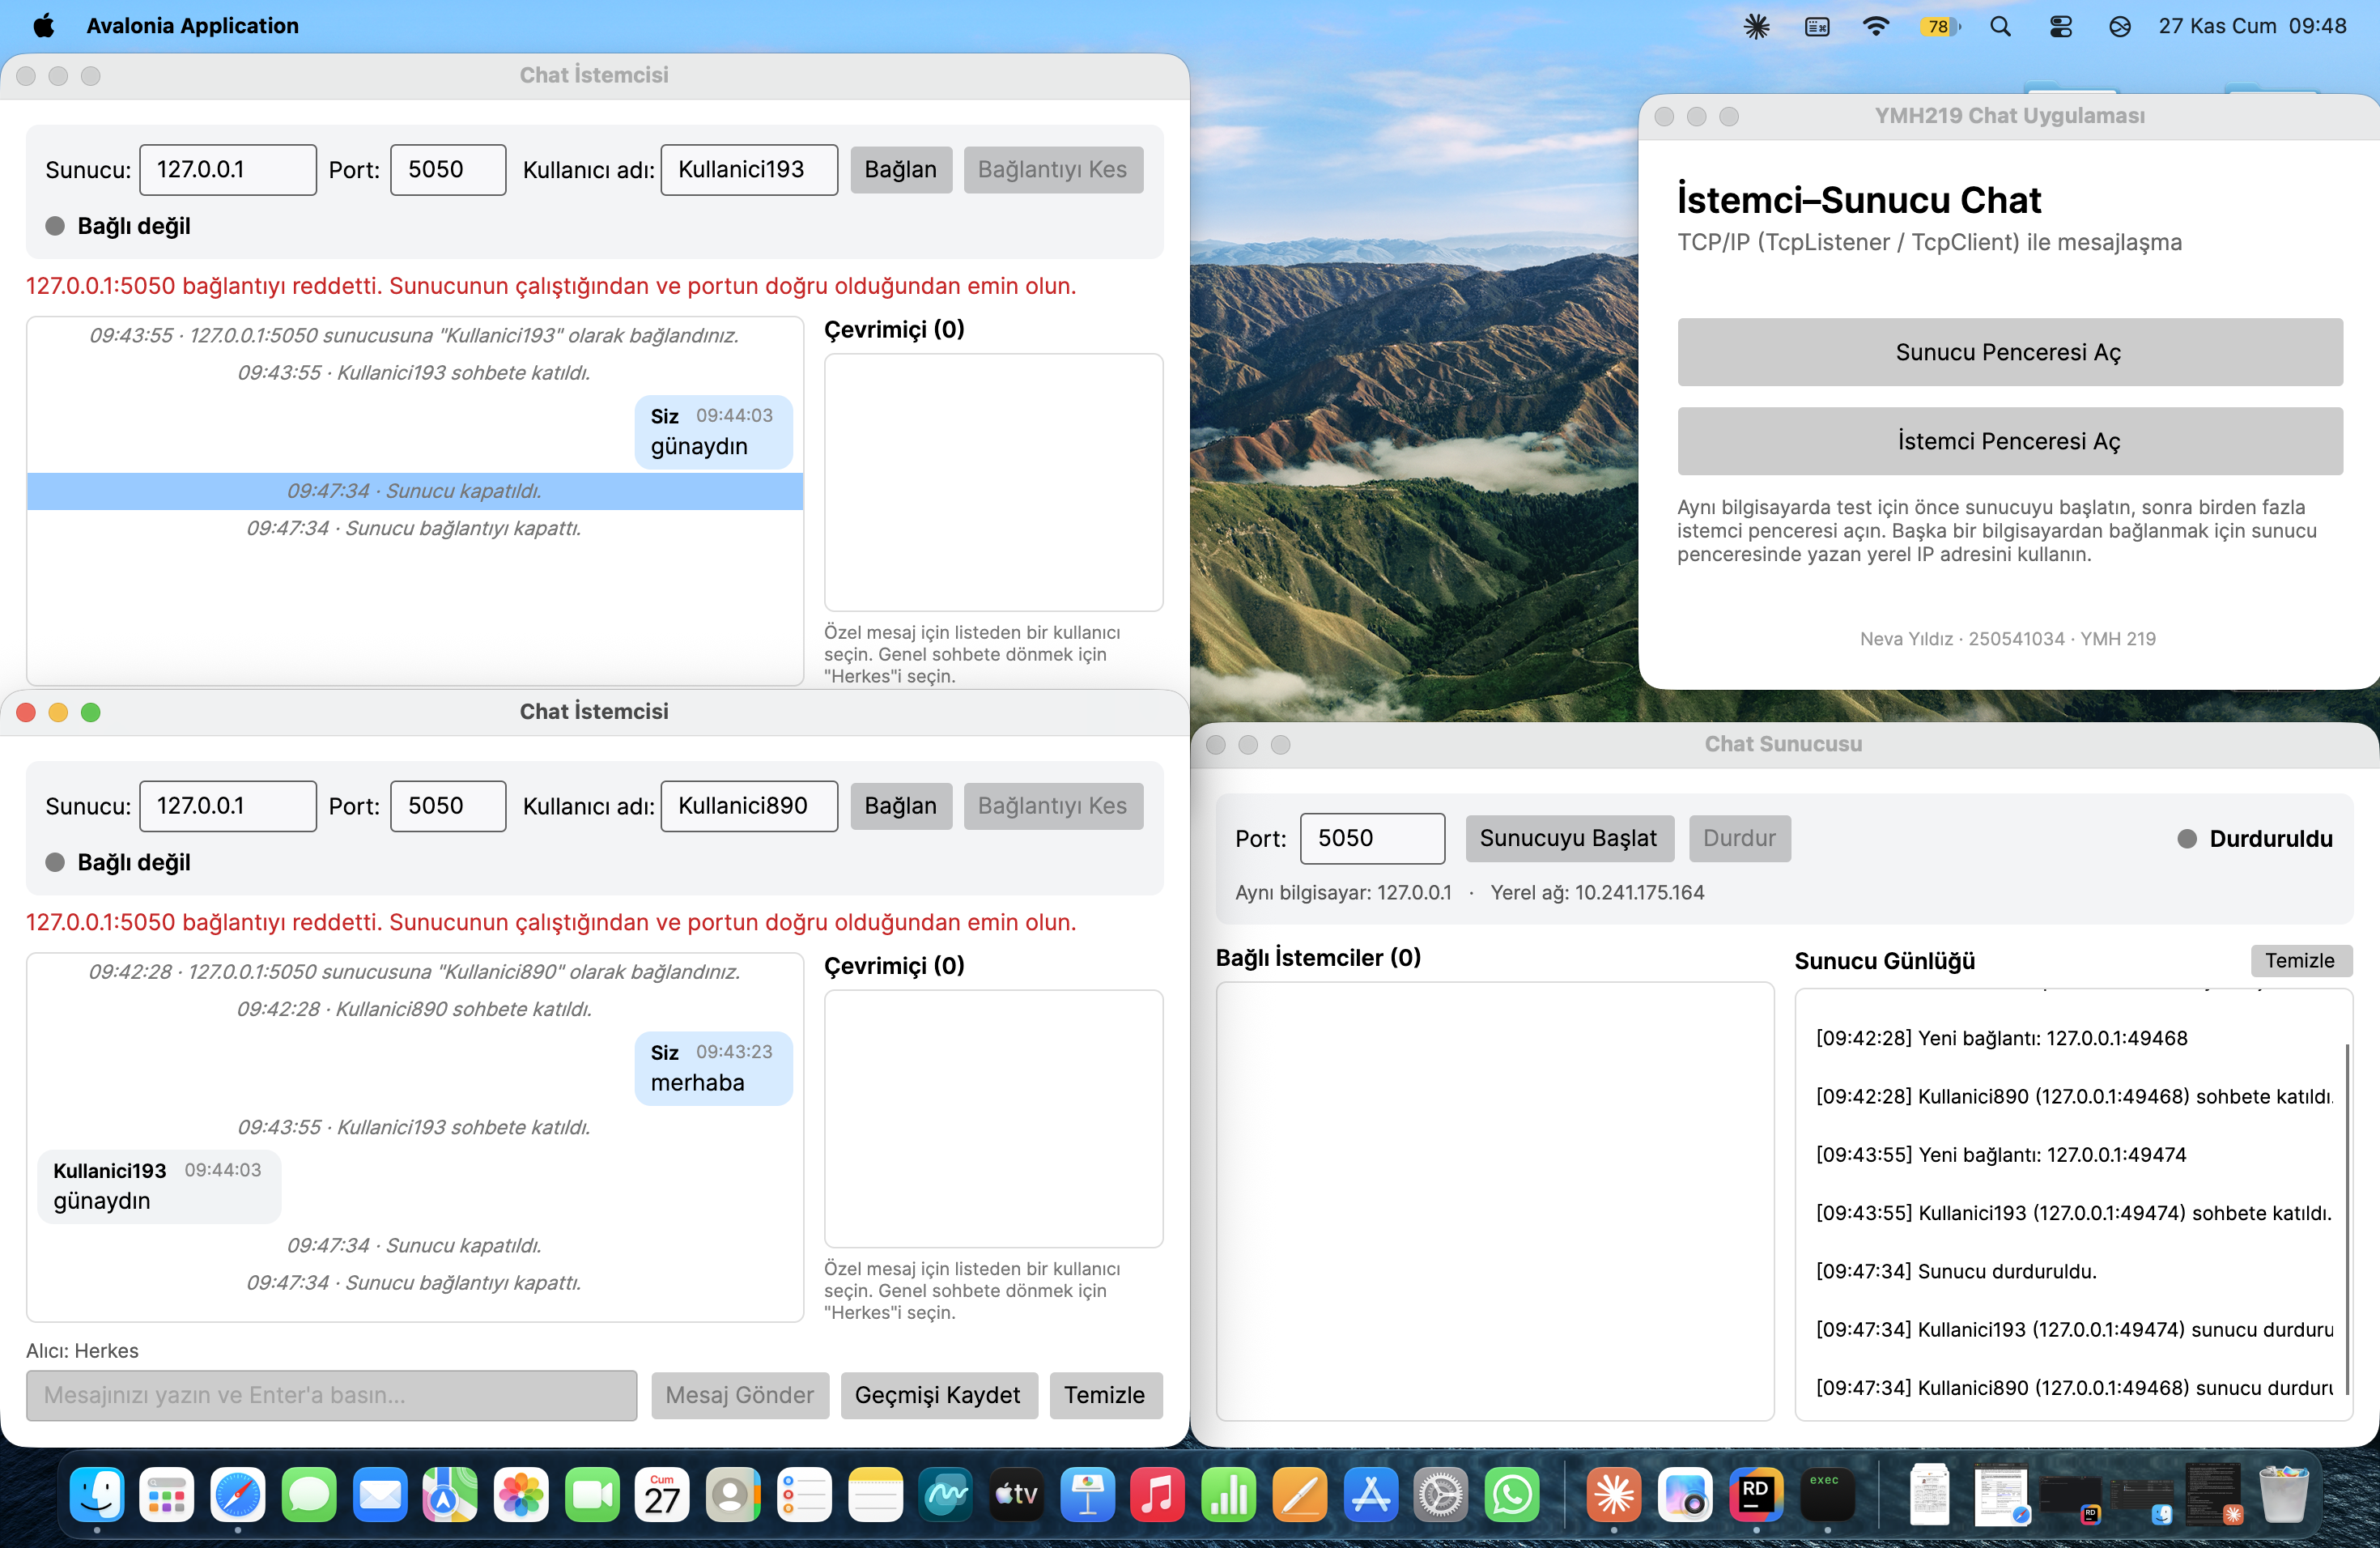 Avalonia Application
78
27 Kas Cum 09:48
Chat İstemcisi
Sunucu: 127.0.0.1 Port: 5050 Kullanıcı adı: Kullanici193 Bağlan Bağlantıyı Kes
Bağlı değil
127.0.0.1:5050 bağlantıyı reddetti. Sunucunun çalıştığından ve portun doğru olduğundan emin olun.
09:43:55 · 127.0.0.1:5050 sunucusuna "Kullanici193" olarak bağlandınız.
09:43:55 · Kullanici193 sohbete katıldı.
Siz 09:44:03
günaydın
09:47:34 · Sunucu kapatıldı.
09:47:34 · Sunucu bağlantıyı kapattı.
Çevrimiçi (0)
Özel mesaj için listeden bir kullanıcı
seçin. Genel sohbete dönmek için
"Herkes"i seçin.
YMH219 Chat Uygulaması
İstemci–Sunucu Chat
TCP/IP (TcpListener / TcpClient) ile mesajlaşma
Sunucu Penceresi Aç
İstemci Penceresi Aç
Aynı bilgisayarda test için önce sunucuyu başlatın, sonra birden fazla
istemci penceresi açın. Başka bir bilgisayardan bağlanmak için sunucu
penceresinde yazan yerel IP adresini kullanın.
Neva Yıldız · 250541034 · YMH 219
Chat İstemcisi
Sunucu: 127.0.0.1 Port: 5050 Kullanıcı adı: Kullanici890 Bağlan Bağlantıyı Kes
Bağlı değil
127.0.0.1:5050 bağlantıyı reddetti. Sunucunun çalıştığından ve portun doğru olduğundan emin olun.
09:42:28 · 127.0.0.1:5050 sunucusuna "Kullanici890" olarak bağlandınız.
09:42:28 · Kullanici890 sohbete katıldı.
Siz 09:43:23
merhaba
09:43:55 · Kullanici193 sohbete katıldı.
Kullanici193 09:44:03
günaydın
09:47:34 · Sunucu kapatıldı.
09:47:34 · Sunucu bağlantıyı kapattı.
Çevrimiçi (0)
Özel mesaj için listeden bir kullanıcı
seçin. Genel sohbete dönmek için
"Herkes"i seçin.
Alıcı: Herkes
Mesajınızı yazın ve Enter'a basın...
Mesaj Gönder Geçmişi Kaydet Temizle
Chat Sunucusu
Port: 5050 Sunucuyu Başlat Durdur Durduruldu
Aynı bilgisayar: 127.0.0.1 · Yerel ağ: 10.241.175.164
Bağlı İstemciler (0)
Sunucu Günlüğü Temizle
[09:42:28] Yeni bağlantı: 127.0.0.1:49468
[09:42:28] Kullanici890 (127.0.0.1:49468) sohbete katıldı.
[09:43:55] Yeni bağlantı: 127.0.0.1:49474
[09:43:55] Kullanici193 (127.0.0.1:49474) sohbete katıldı.
[09:47:34] Sunucu durduruldu.
[09:47:34] Kullanici193 (127.0.0.1:49474) sunucu durduru
[09:47:34] Kullanici890 (127.0.0.1:49468) sunucu duruduru
Cum
27
tv
RD
exec